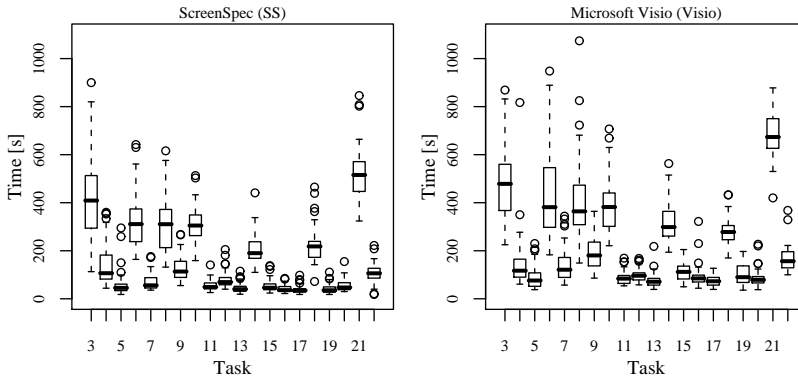 ScreenSpec (SS)
Time [s]
0
200
400
600
800
1000
3 5 7 9 11 13 15 17 19 21
Task
Microsoft Visio (Visio)
Time [s]
0
200
400
600
800
1000
3 5 7 9 11 13 15 17 19 21
Task